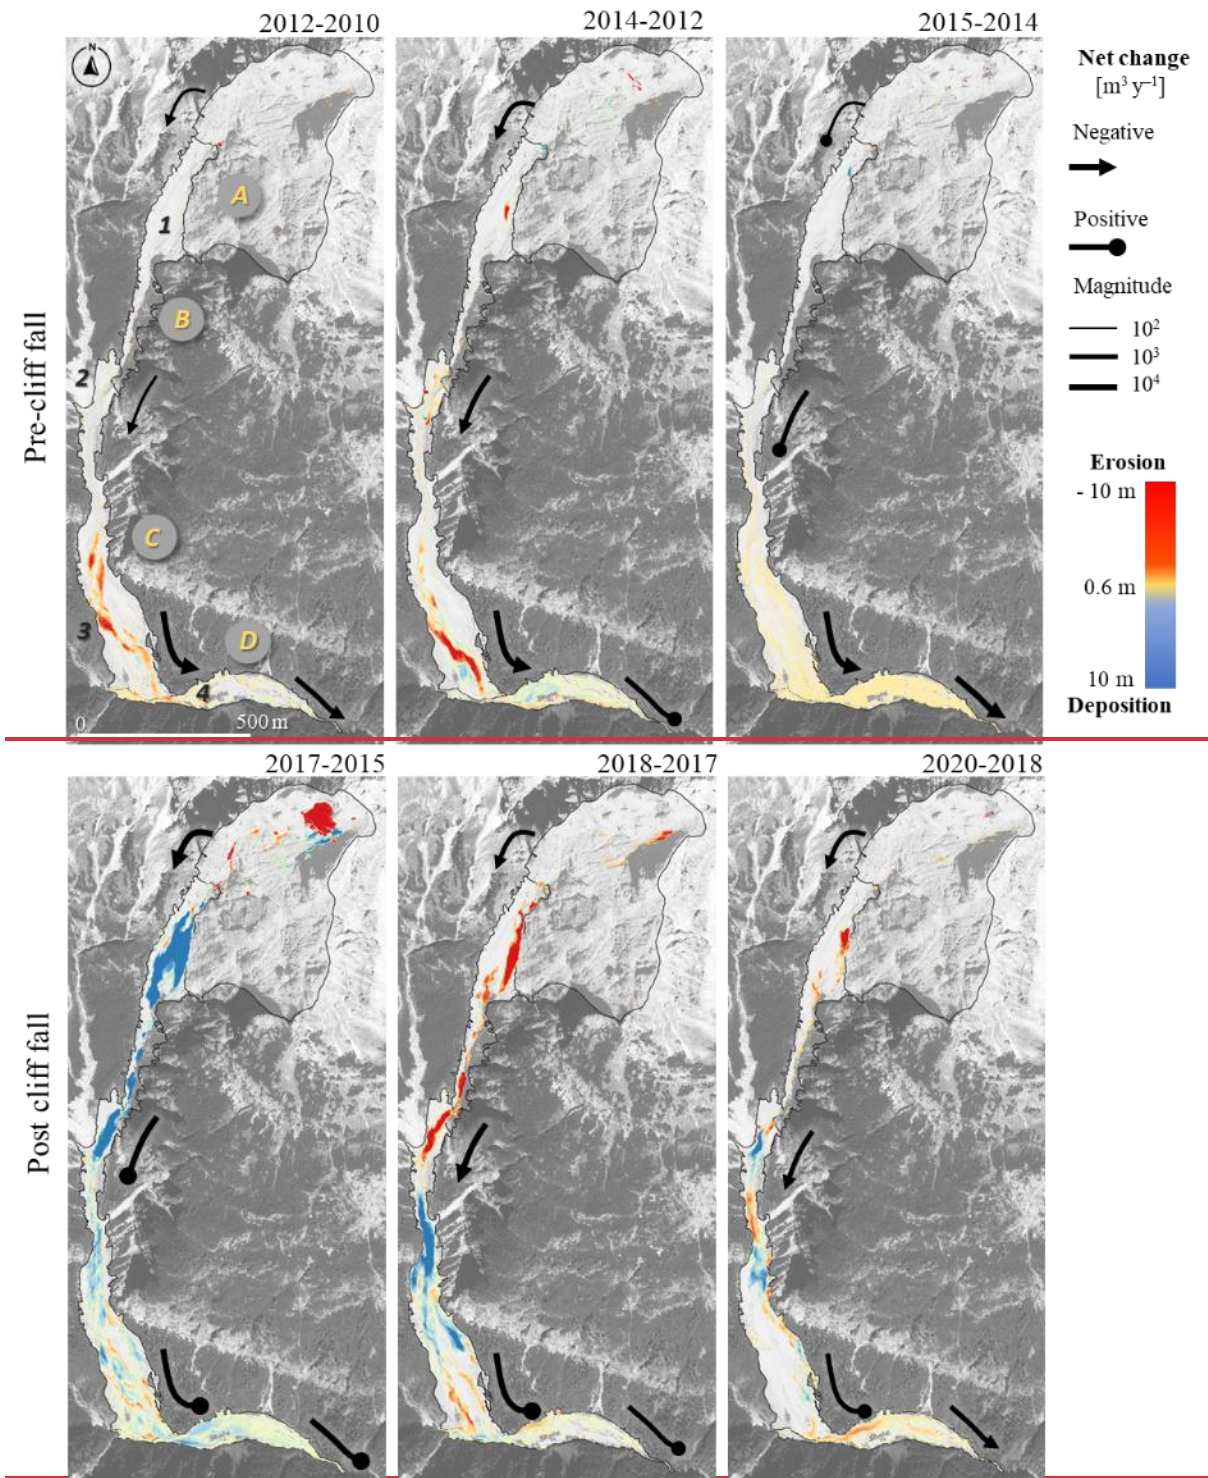 2012-2010
2014-2012
2015-2014
N
A
1
B
2
C
3
D
4
0
500 m
Pre-cliff fall
Net change
[m³ y⁻¹]
Negative
Positive
Magnitude
10²
10³
10⁴
Erosion
- 10 m
0.6 m
10 m
Deposition
2017-2015
2018-2017
2020-2018
Post cliff fall